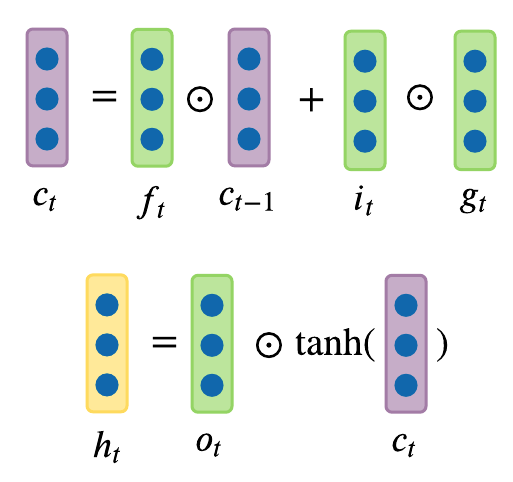 = ⊙ + ⊙
c_t f_t c_{t−1} i_t g_t
= ⊙ tanh( )
h_t o_t c_t